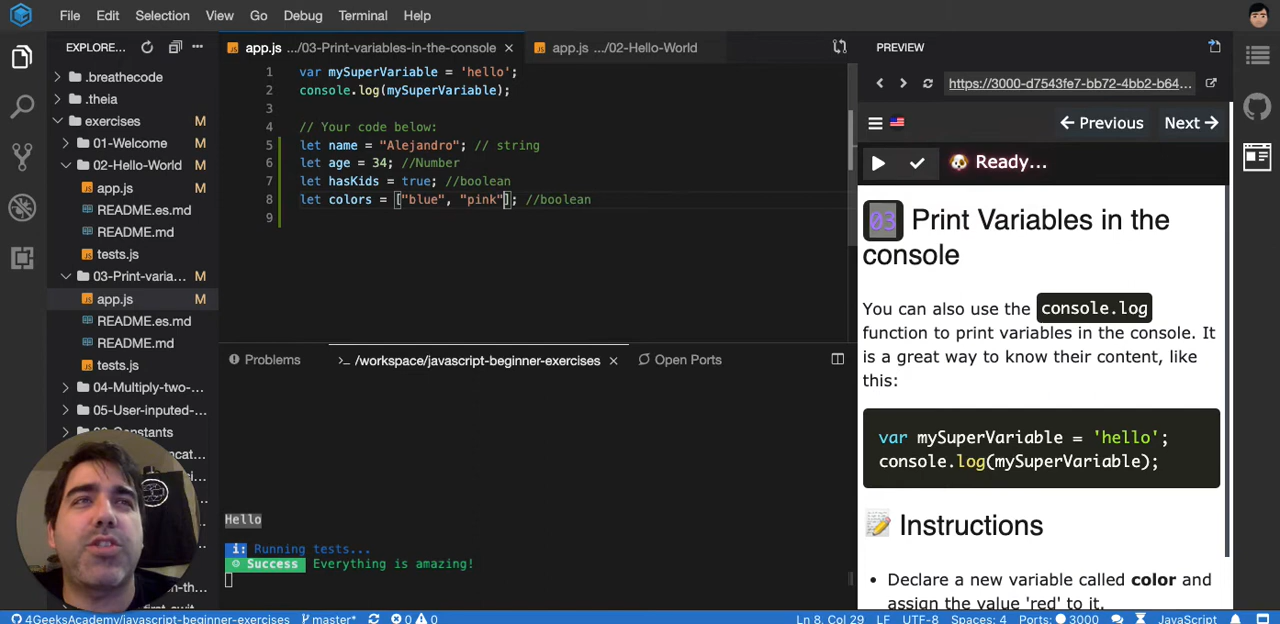 File Edit Selection View Go Debug Terminal Help
EXPLORE...
.breathecode
.theia
exercises M
01-Welcome M
02-Hello-World M
app.js M
README.es.md
README.md
tests.js
03-Print-varia... M
app.js M
README.es.md
README.md
tests.js
04-Multiply-two-...
05-User-inputed-...
app.js .../03-Print-variables-in-the-console
app.js .../02-Hello-World
1 var mySuperVariable = 'hello';
2 console.log(mySuperVariable);
3
4 // Your code below:
5 let name = "Alejandro"; // string
6 let age = 34; //Number
7 let hasKids = true; //boolean
8 let colors = ["blue", "pink"]; //boolean
9
Problems
>_ /workspace/javascript-beginner-exercises
Open Ports
Hello
i: Running tests...
Success Everything is amazing!
PREVIEW
https://3000-d7543fe7-bb72-4bb2-b64...
← Previous Next →
Ready...
03 Print Variables in the
console
You can also use the console.log
function to print variables in the console. It
is a great way to know their content, like
this:
var mySuperVariable = 'hello';
console.log(mySuperVariable);
Instructions
• Declare a new variable called color and
assign the value 'red' to it.
4GeeksAcademy/javascript-beginner-exercises master* 0 0 Ln 8, Col 29 LF UTF-8 Spaces: 4 Ports: 3000 JavaScript